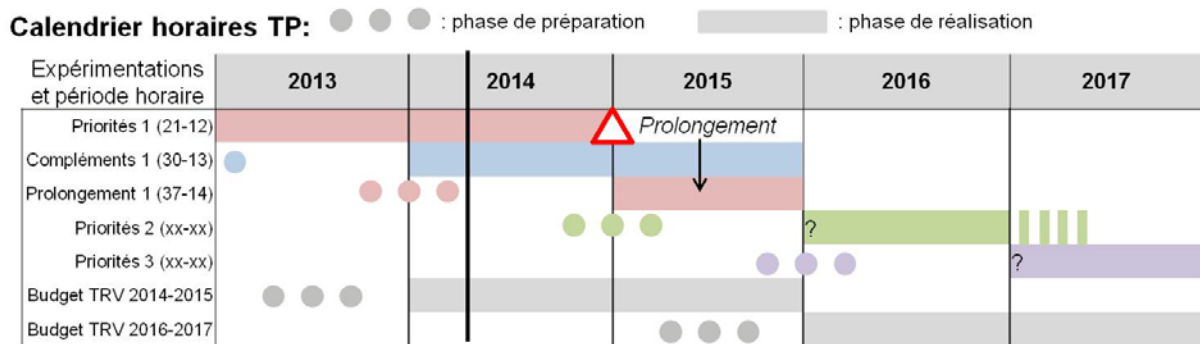 Calendrier horaires TP: : phase de préparation : phase de réalisation
Expérimentations
et période horaire
2013 2014 2015 2016 2017
Priorités 1 (21-12)
Prolongement
Compléments 1 (30-13)
Prolongement 1 (37-14)
Priorités 2 (xx-xx) ?
Priorités 3 (xx-xx) ?
Budget TRV 2014-2015
Budget TRV 2016-2017